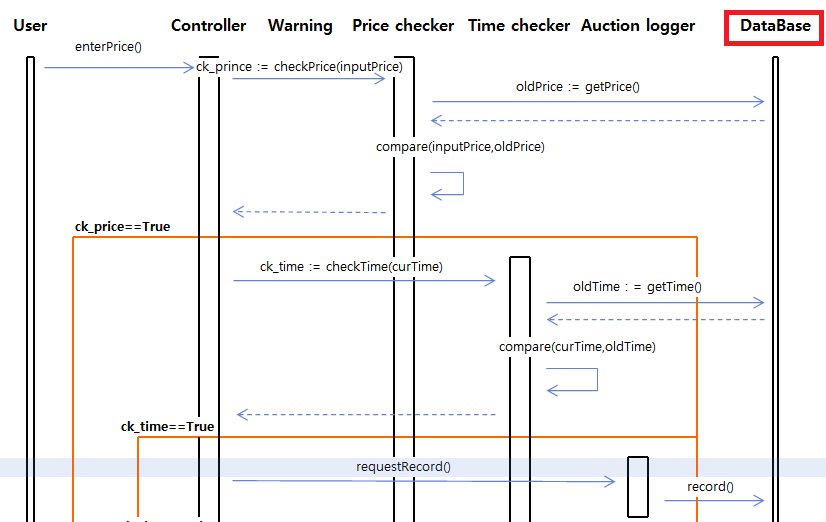 User Controller Warning Price checker Time checker Auction logger DataBase
enterPrice()
ck_prince := checkPrice(inputPrice)
oldPrice := getPrice()
compare(inputPrice,oldPrice)
ck_price==True
ck_time := checkTime(curTime)
oldTime : = getTime()
compare(curTime,oldTime)
ck_time==True
requestRecord()
record()